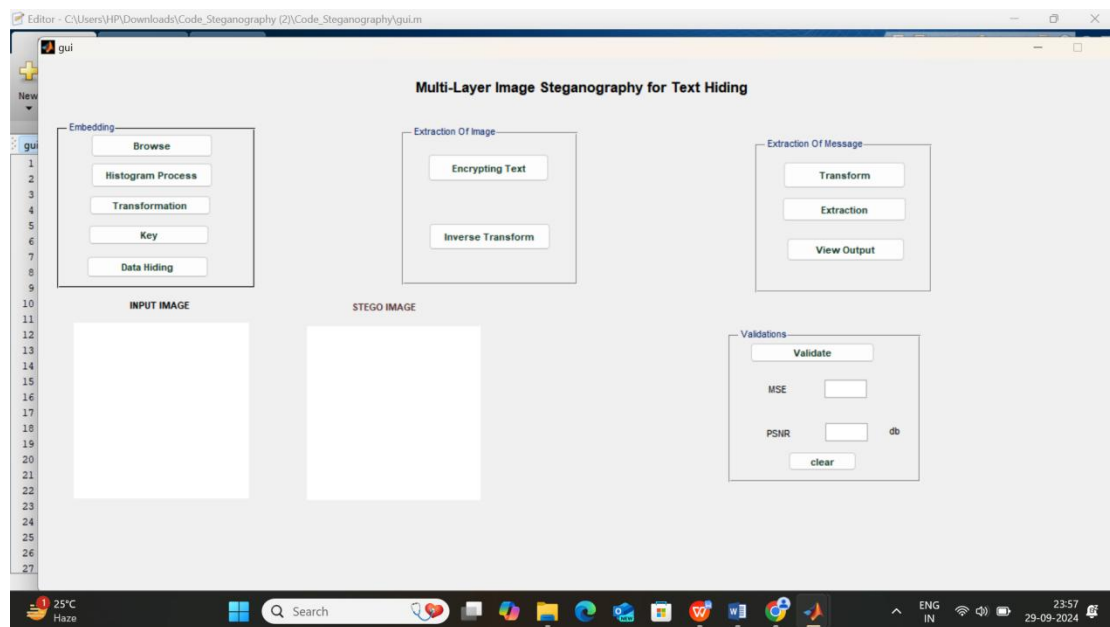 Editor - C:\Users\HP\Downloads\Code_Steganography (2)\Code_Steganography\gui.m
gui
New
Multi-Layer Image Steganography for Text Hiding
Embedding
Browse
Histogram Process
Transformation
Key
Data Hiding
Extraction Of Image
Encrypting Text
Inverse Transform
Extraction Of Message
Transform
Extraction
View Output
INPUT IMAGE
STEGO IMAGE
Validations
Validate
MSE
PSNR
db
clear
gui
1
2
3
4
5
6
7
8
9
10
11
12
13
14
15
16
17
18
19
20
21
22
23
24
25
26
27
1
25°C
Haze
Search
NEW
ENG
IN
23:57
29-09-2024